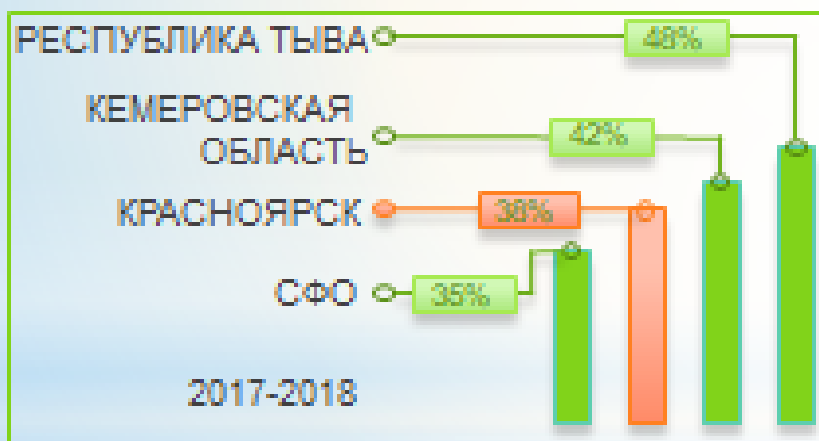 РЕСПУБЛИКА ТЫВА 48%
КЕМЕРОВСКАЯ
ОБЛАСТЬ 42%
КРАСНОЯРСК 38%
СФО 35%
2017-2018